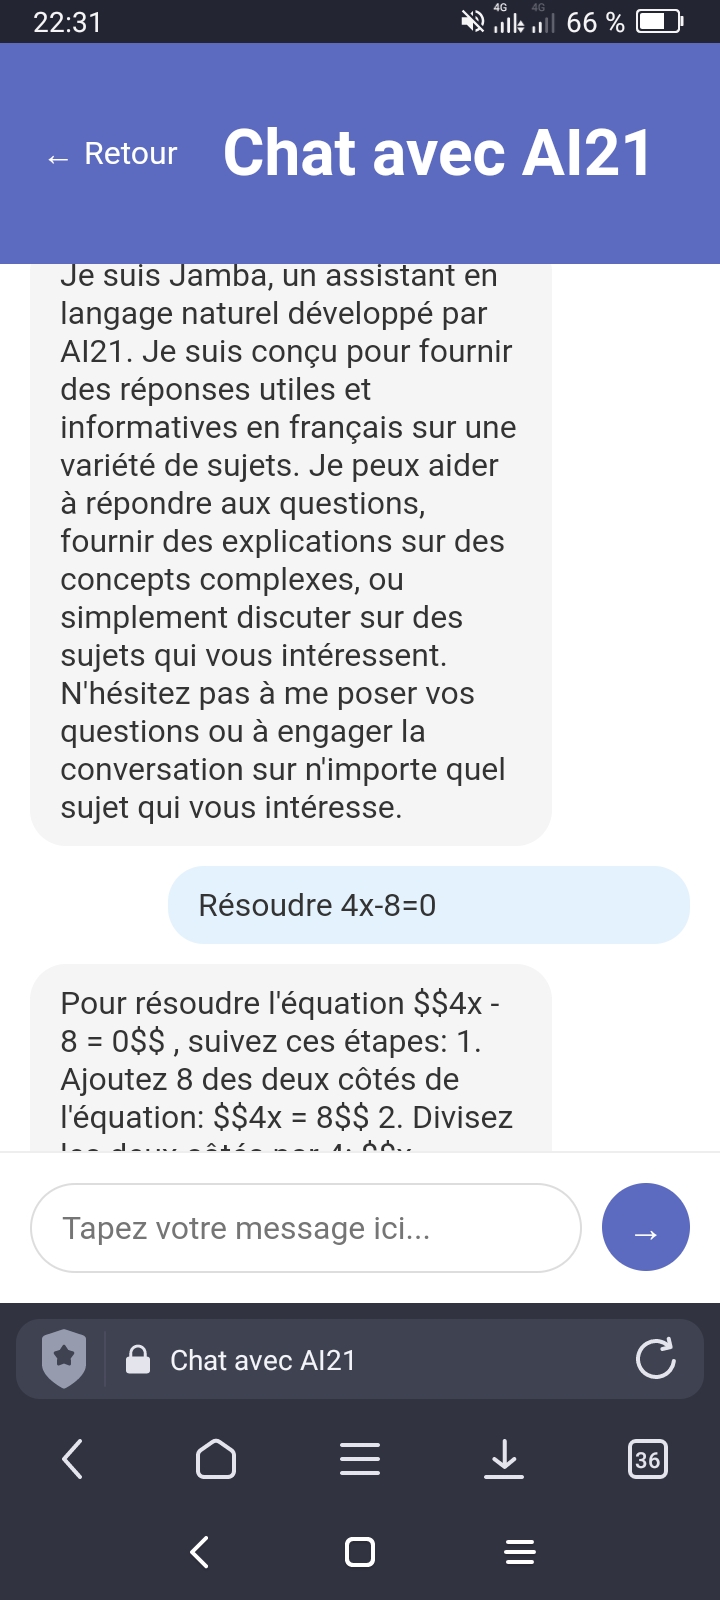 22:31
4G 4G 66 %
← Retour Chat avec AI21
Je suis Jamba, un assistant en
langage naturel développé par
AI21. Je suis conçu pour fournir
des réponses utiles et
informatives en français sur une
variété de sujets. Je peux aider
à répondre aux questions,
fournir des explications sur des
concepts complexes, ou
simplement discuter sur des
sujets qui vous intéressent.
N'hésitez pas à me poser vos
questions ou à engager la
conversation sur n'importe quel
sujet qui vous intéresse.
Résoudre 4x-8=0
Pour résoudre l'équation $$4x -
8 = 0$$ , suivez ces étapes: 1.
Ajoutez 8 des deux côtés de
l'équation: $$4x = 8$$ 2. Divisez
les deux côtés par 4: $$x
Tapez votre message ici...
→
Chat avec AI21
36